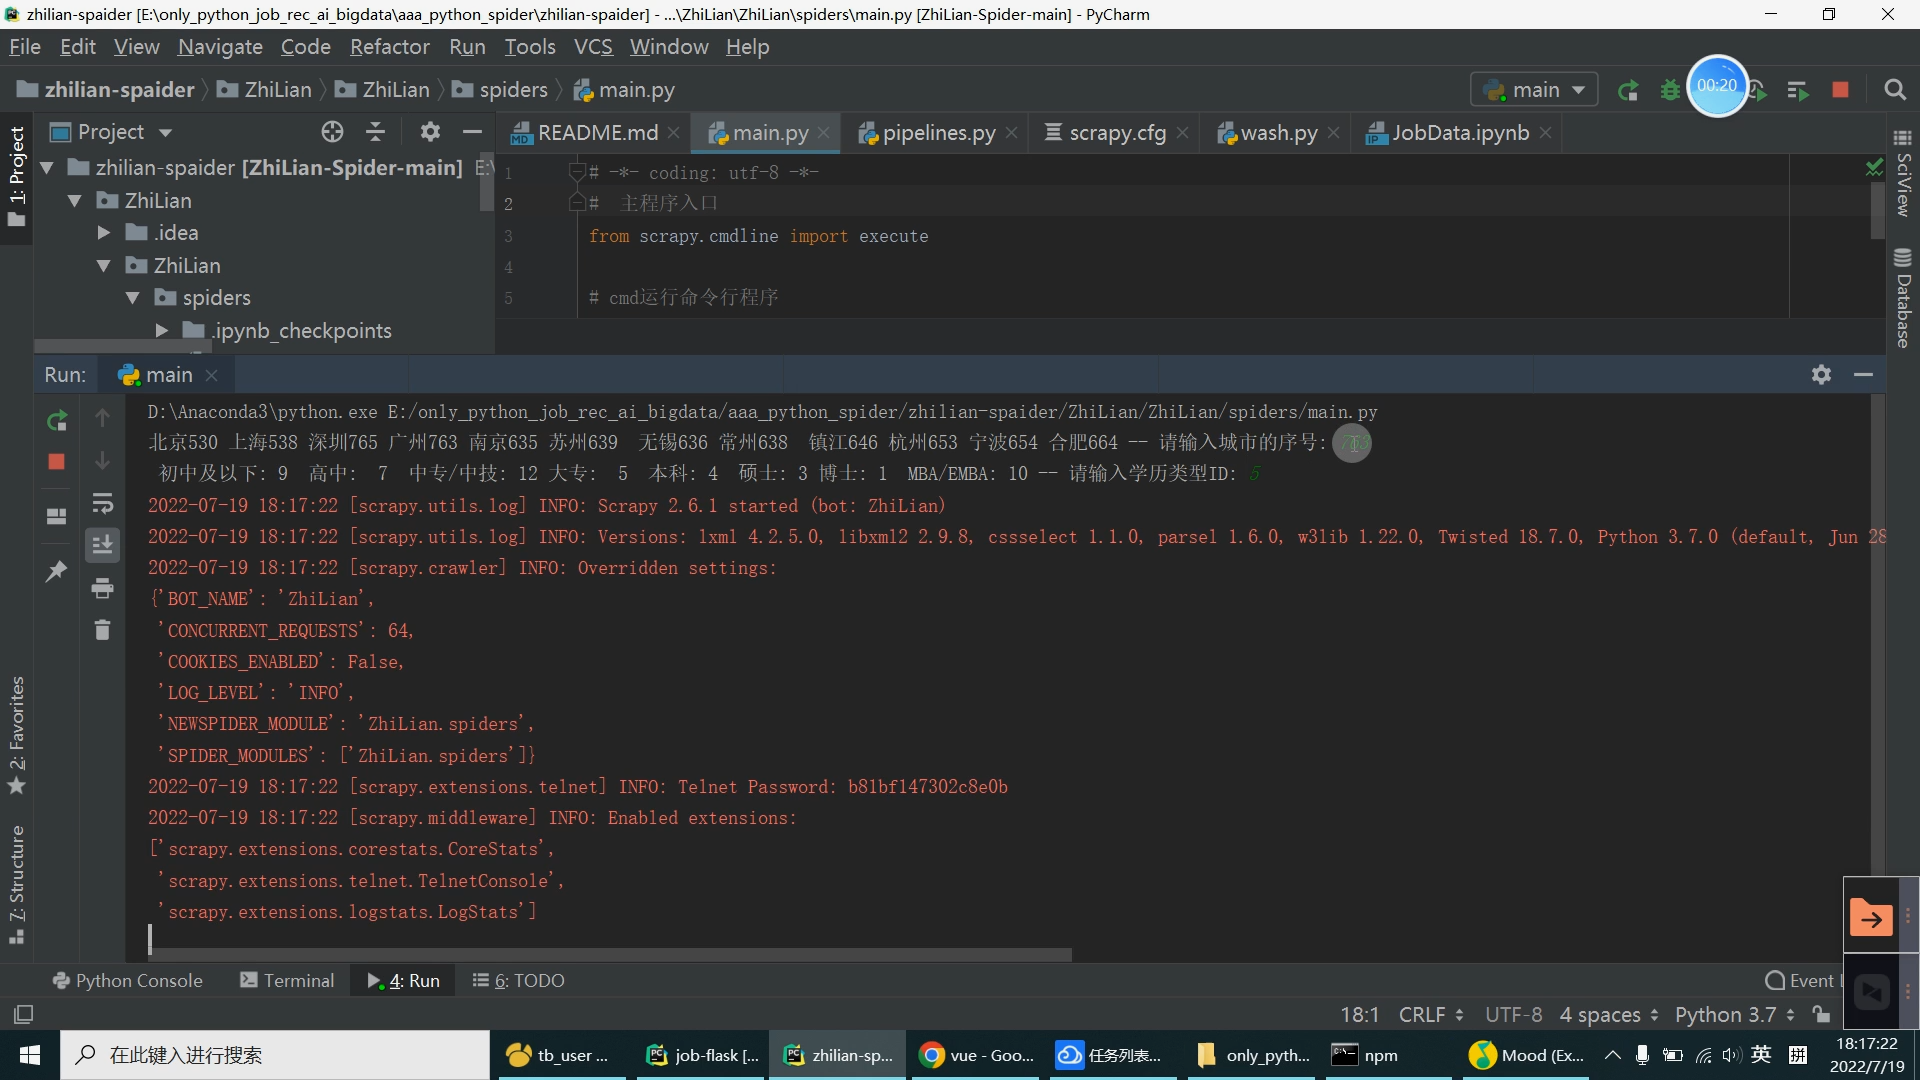 zhilian-spaider [E:\only_python_job_rec_ai_bigdata\aaa_python_spider\zhilian-spaider] - ...\ZhiLian\ZhiLian\spiders\main.py [ZhiLian-Spider-main] - PyCharm
File Edit View Navigate Code Refactor Run Tools VCS Window Help
zhilian-spaider ZhiLian ZhiLian spiders main.py main 00:20
1: Project
Project
README.md main.py pipelines.py scrapy.cfg wash.py JobData.ipynb
zhilian-spaider [ZhiLian-Spider-main] E:\
ZhiLian
.idea
ZhiLian
spiders
.ipynb_checkpoints
1 # -*- coding: utf-8 -*-
2 # 主程序入口
3 from scrapy.cmdline import execute
4
5 # cmd运行命令行程序
SciView
Database
Run: main
D:\Anaconda3\python.exe E:/only_python_job_rec_ai_bigdata/aaa_python_spider/zhilian-spaider/ZhiLian/ZhiLian/spiders/main.py
北京530 上海538 深圳765 广州763 南京635 苏州639 无锡636 常州638 镇江646 杭州653 宁波654 合肥664 -- 请输入城市的序号:
初中及以下: 9 高中: 7 中专/中技: 12 大专: 5 本科: 4 硕士: 3 博士: 1 MBA/EMBA: 10 -- 请输入学历类型ID: 5
2022-07-19 18:17:22 [scrapy.utils.log] INFO: Scrapy 2.6.1 started (bot: ZhiLian)
2022-07-19 18:17:22 [scrapy.utils.log] INFO: Versions: lxml 4.2.5.0, libxml2 2.9.8, cssselect 1.1.0, parsel 1.6.0, w3lib 1.22.0, Twisted 18.7.0, Python 3.7.0 (default, Jun 28
2022-07-19 18:17:22 [scrapy.crawler] INFO: Overridden settings:
{'BOT_NAME': 'ZhiLian',
'CONCURRENT_REQUESTS': 64,
'COOKIES_ENABLED': False,
'LOG_LEVEL': 'INFO',
'NEWSPIDER_MODULE': 'ZhiLian.spiders',
'SPIDER_MODULES': ['ZhiLian.spiders']}
2022-07-19 18:17:22 [scrapy.extensions.telnet] INFO: Telnet Password: b81bf147302c8e0b
2022-07-19 18:17:22 [scrapy.middleware] INFO: Enabled extensions:
['scrapy.extensions.corestats.CoreStats',
'scrapy.extensions.telnet.TelnetConsole',
'scrapy.extensions.logstats.LogStats']
2: Favorites
7: Structure
Python Console Terminal 4: Run 6: TODO Event
18:1 CRLF UTF-8 4 spaces Python 3.7
在此键入进行搜索 tb_user ... job-flask [... zhilian-sp... vue - Goo... 任务列表... only_pyth... npm Mood (Ex... 英 拼 18:17:22
2022/7/19